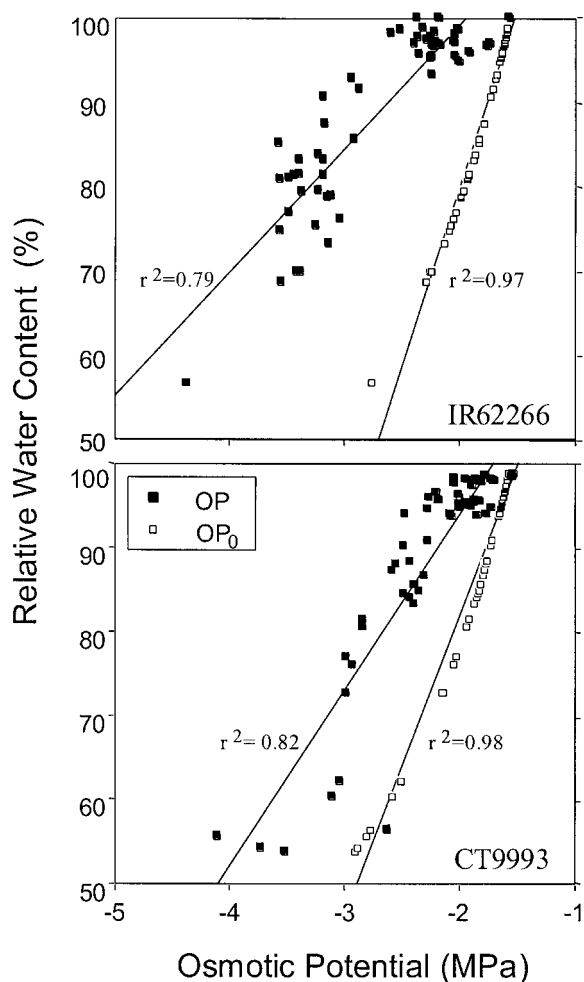 Relative Water Content (%)
100
90
80
70
60
50
r²=0.79
r²=0.97
IR62266
100
90
80
70
60
50
OP
OP₀
r²= 0.82
r²=0.98
CT9993
-5
-4
-3
-2
-1
Osmotic Potential (MPa)